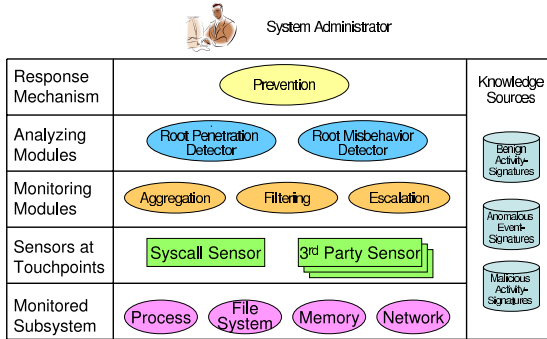 System Administrator
Response
Mechanism
Prevention
Knowledge
Sources
Analyzing
Modules
Root Penetration
Detector
Root Misbehavior
Detector
Benign
Activity-
Signatures
Monitoring
Modules
Aggregation
Filtering
Escalation
Anomalous
Event-
Signatures
Sensors at
Touchpoints
Syscall Sensor
3rd Party Sensor
Malicious
Activity-
Signatures
Monitored
Subsystem
Process
File
System
Memory
Network